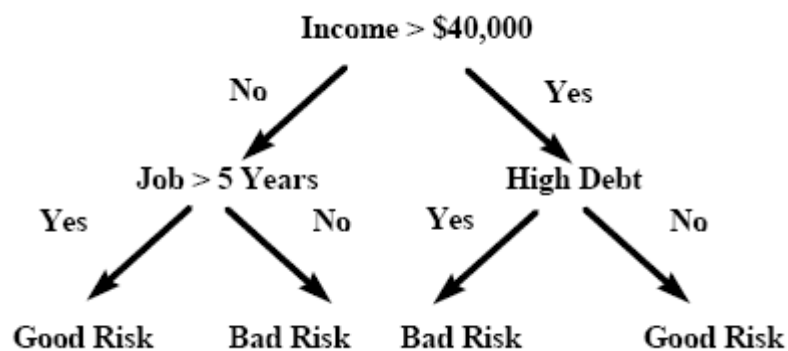 Income > $40,000
No
Yes
Job > 5 Years
High Debt
Yes
No
Yes
No
Good Risk
Bad Risk
Bad Risk
Good Risk